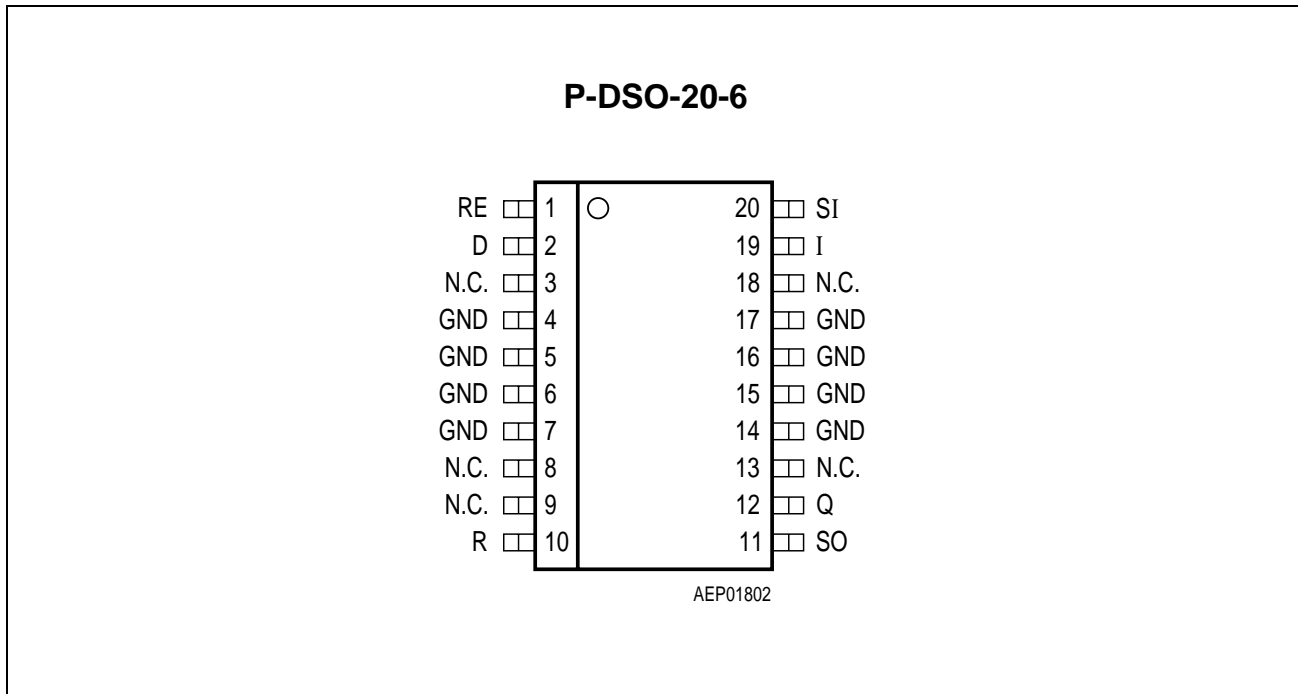 P-DSO-20-6
RE 1 20 SI
D 2 19 I
N.C. 3 18 N.C.
GND 4 17 GND
GND 5 16 GND
GND 6 15 GND
GND 7 14 GND
N.C. 8 13 N.C.
N.C. 9 12 Q
R 10 11 SO
AEP01802